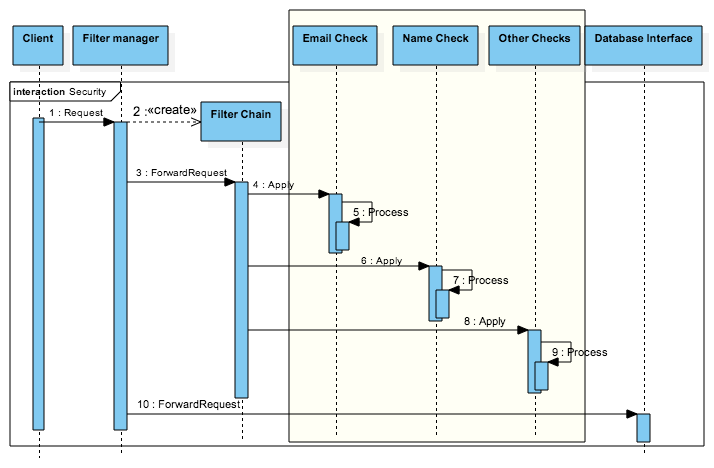 Client
Filter manager
Email Check
Name Check
Other Checks
Database Interface
interaction Security
1 : Request
2 : «create»
Filter Chain
3 : ForwardRequest
4 : Apply
5 : Process
6 : Apply
7 : Process
8 : Apply
9 : Process
10 : ForwardRequest